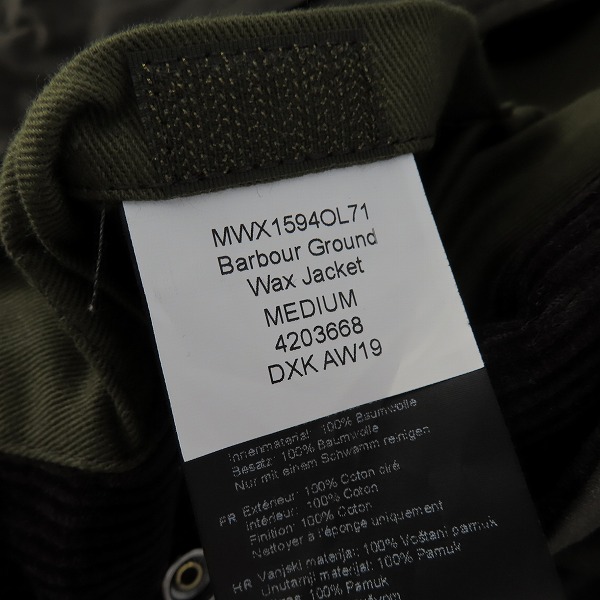 MWX1594OL71
Barbour Ground
Wax Jacket
MEDIUM
4203668
DXK AW19
Innenmaterial: 100% Baumwolle
Besatz: 100% Baumwolle
Nur mit einem Schwamm reinigen
FR Extérieur: 100% Coton ciré
Intérieur: 100% Coton
Finition: 100% Coton
Nettoyer à l'éponge uniquement
HR Vanjski materijal: 100% Voštani pamuk
Unutarnji materijal: 100% Pamuk
100% Pamuk